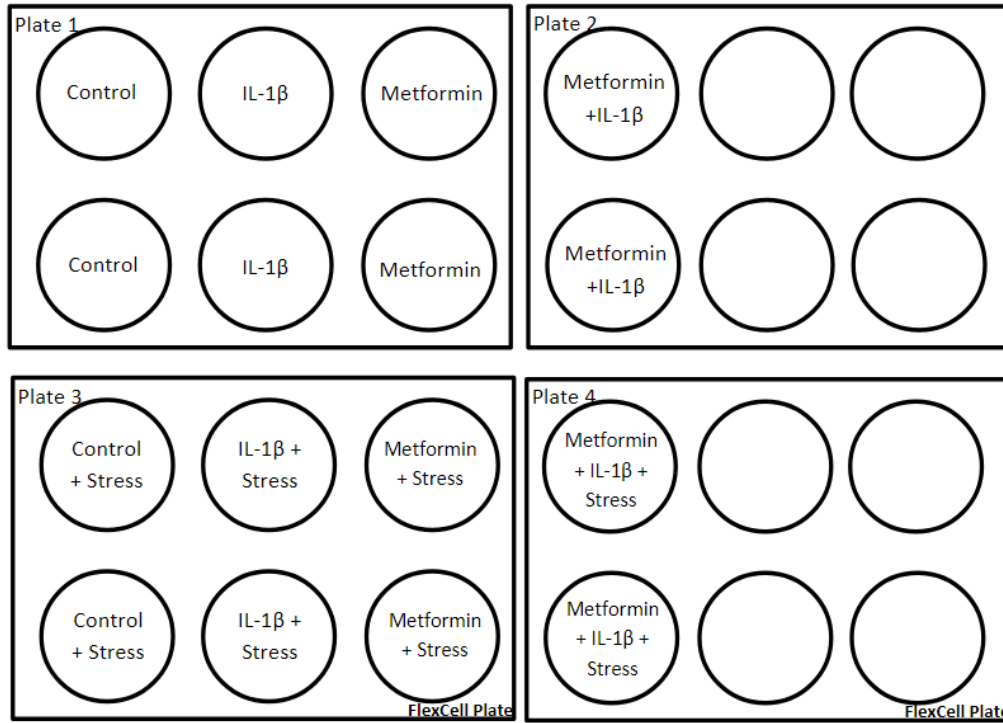 Plate 1
Control
IL-1β
Metformin
Control
IL-1β
Metformin
Plate 2
Metformin
+IL-1β
Metformin
+IL-1β
Plate 3
Control
+ Stress
IL-1β +
Stress
Metformin
+ Stress
Control
+ Stress
IL-1β +
Stress
Metformin
+ Stress
FlexCell Plate
Plate 4
Metformin
+ IL-1β +
Stress
Metformin
+ IL-1β +
Stress
FlexCell Plate